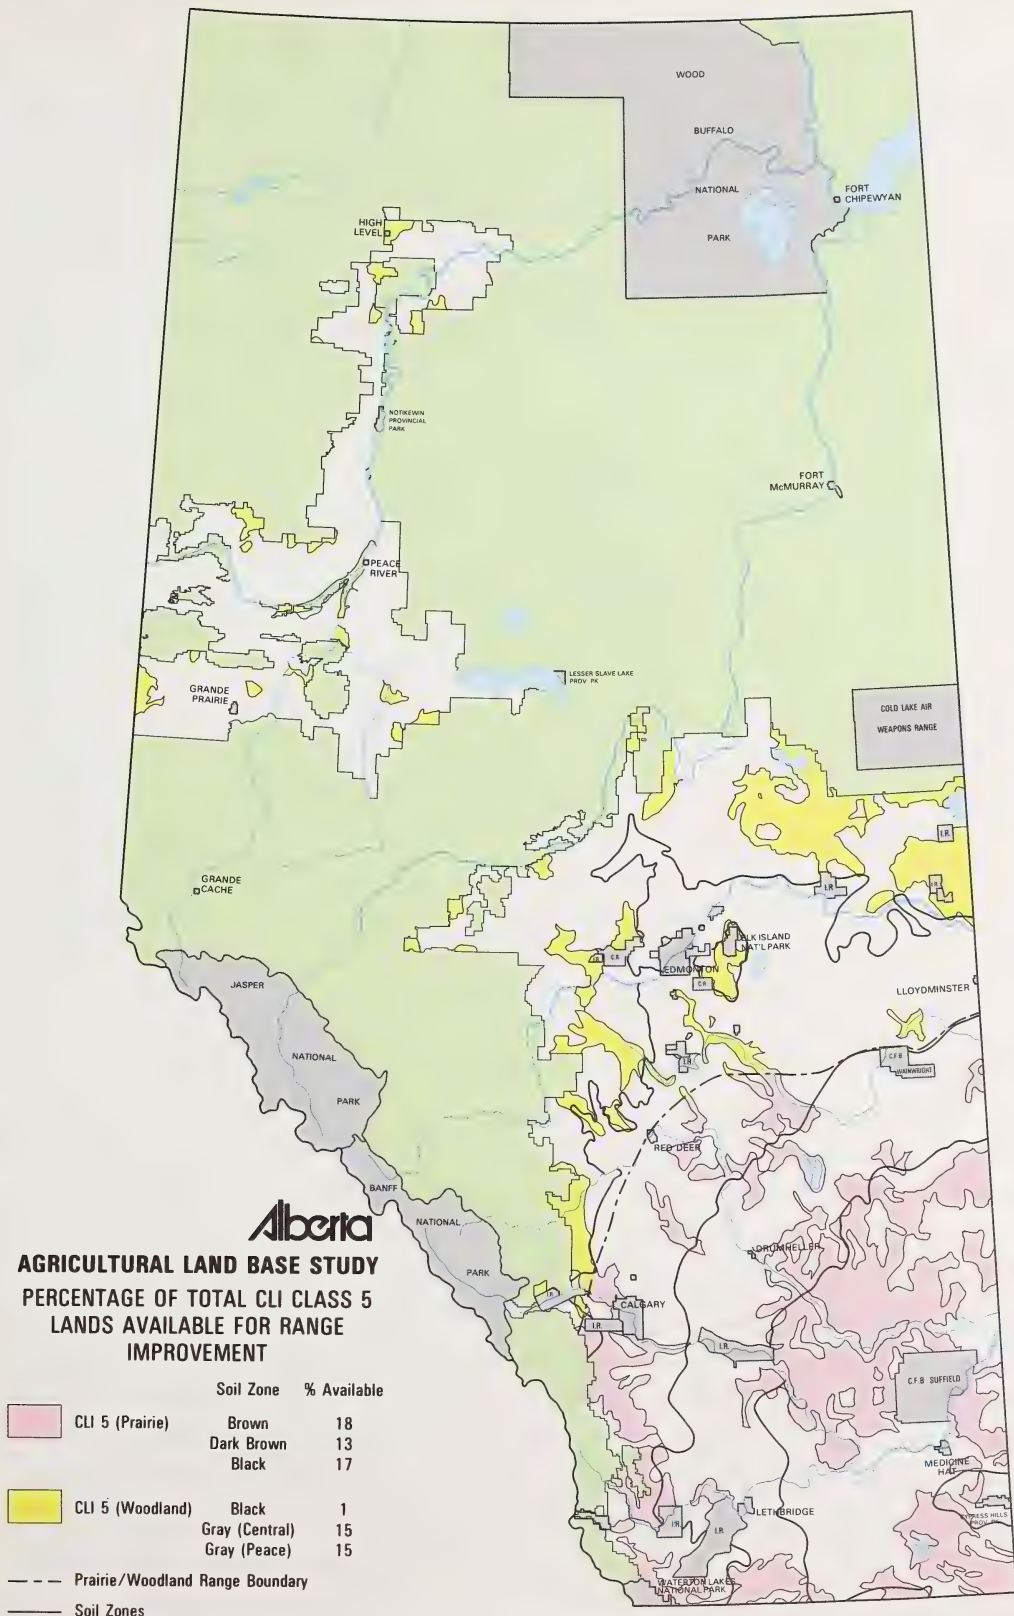 WOOD
BUFFALO
NATIONAL
PARK
FORT
CHIPEWYAN
HIGH
LEVEL
NOTIKEWIN
PROVINCIAL
PARK
FORT
McMURRAY
PEACE
RIVER
LESSER SLAVE LAKE
PROV. PK
GRANDE
PRAIRIE
COLD LAKE AIR
WEAPONS RANGE
I.R.
I.R.
I.R.
GRANDE
CACHE
ELK ISLAND
NAT'L PARK
I.R.
C.R.
EDMONTON
C.R.
JASPER
NATIONAL
PARK
LLOYDMINSTER
C.F.B
WAINWRIGHT
I.R.
RED DEER
BANFF
NATIONAL
PARK
DRUMHELLER
I.R.
CALGARY
I.R.
I.R.
C.F.B SUFFIELD
MEDICINE
HAT
CYPRESS HILLS
PROV. PK
LETHBRIDGE
I.R.
I.R.
WATERTON LAKES
NATIONAL PARK
Alberta
AGRICULTURAL LAND BASE STUDY
PERCENTAGE OF TOTAL CLI CLASS 5
LANDS AVAILABLE FOR RANGE
IMPROVEMENT
Soil Zone % Available
CLI 5 (Prairie) Brown 18
Dark Brown 13
Black 17
CLI 5 (Woodland) Black 1
Gray (Central) 15
Gray (Peace) 15
Prairie/Woodland Range Boundary
Soil Zones